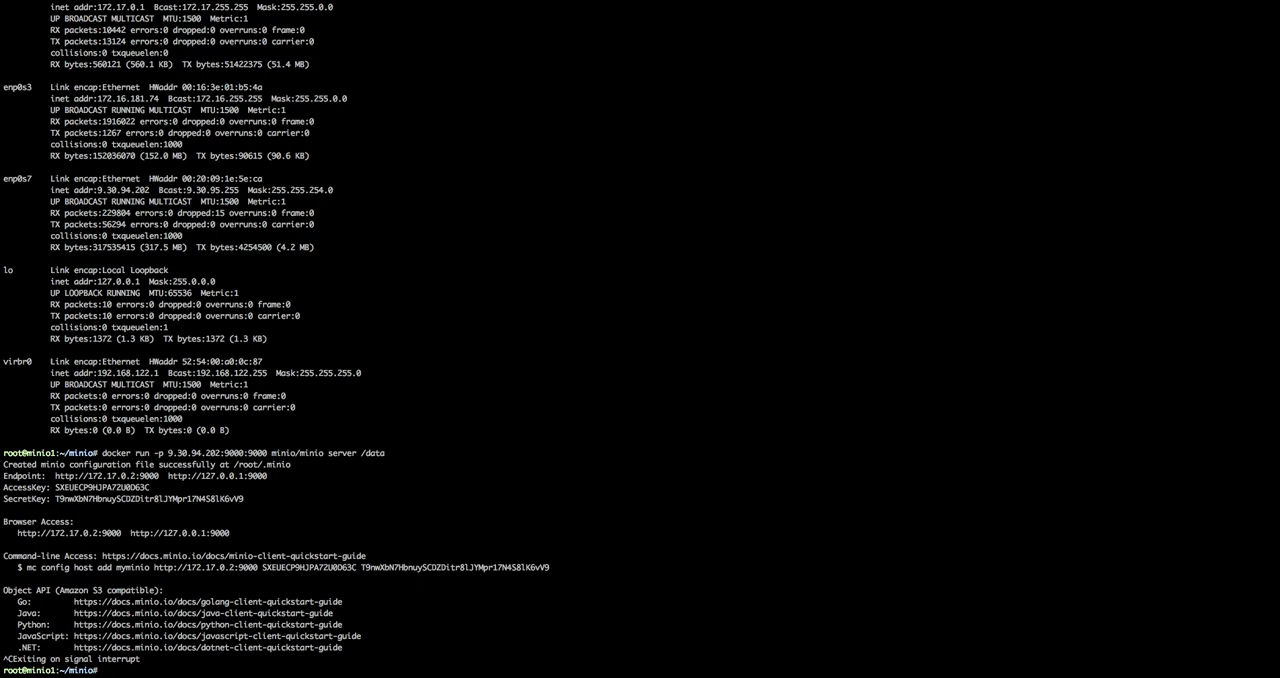 inet addr:172.17.0.1  Bcast:172.17.255.255  Mask:255.255.0.0
UP BROADCAST MULTICAST  MTU:1500  Metric:1
RX packets:10442 errors:0 dropped:0 overruns:0 frame:0
TX packets:13124 errors:0 dropped:0 overruns:0 carrier:0
collisions:0 txqueuelen:0
RX bytes:560121 (560.1 KB)  TX bytes:51422375 (51.4 MB)
enp0s3    Link encap:Ethernet  HWaddr 00:16:3e:01:b5:4a
inet addr:172.16.181.74  Bcast:172.16.255.255  Mask:255.255.0.0
UP BROADCAST RUNNING MULTICAST  MTU:1500  Metric:1
RX packets:1916022 errors:0 dropped:0 overruns:0 frame:0
TX packets:1267 errors:0 dropped:0 overruns:0 carrier:0
collisions:0 txqueuelen:1000
RX bytes:152036070 (152.0 MB)  TX bytes:90615 (90.6 KB)
enp0s7    Link encap:Ethernet  HWaddr 00:20:09:1e:5e:ca
inet addr:9.30.94.202  Bcast:9.30.95.255  Mask:255.255.254.0
UP BROADCAST RUNNING MULTICAST  MTU:1500  Metric:1
RX packets:229804 errors:0 dropped:15 overruns:0 frame:0
TX packets:56294 errors:0 dropped:0 overruns:0 carrier:0
collisions:0 txqueuelen:1000
RX bytes:317535415 (317.5 MB)  TX bytes:4254500 (4.2 MB)
lo        Link encap:Local Loopback
inet addr:127.0.0.1  Mask:255.0.0.0
UP LOOPBACK RUNNING  MTU:65536  Metric:1
RX packets:10 errors:0 dropped:0 overruns:0 frame:0
TX packets:10 errors:0 dropped:0 overruns:0 carrier:0
collisions:0 txqueuelen:1
RX bytes:1372 (1.3 KB)  TX bytes:1372 (1.3 KB)
virbr0    Link encap:Ethernet  HWaddr 52:54:00:a0:0c:87
inet addr:192.168.122.1  Bcast:192.168.122.255  Mask:255.255.255.0
UP BROADCAST MULTICAST  MTU:1500  Metric:1
RX packets:0 errors:0 dropped:0 overruns:0 frame:0
TX packets:0 errors:0 dropped:0 overruns:0 carrier:0
collisions:0 txqueuelen:1000
RX bytes:0 (0.0 B)  TX bytes:0 (0.0 B)
root@minio1:~/minio# docker run -p 9.30.94.202:9000:9000 minio/minio server /data
Created minio configuration file successfully at /root/.minio
Endpoint:  http://172.17.0.2:9000  http://127.0.0.1:9000
AccessKey: SXEUECP9HJPA72U0D63C
SecretKey: T9nwXbN7HbnuySCDZDitr8lJYMpr17N4S8lK6vV9
Browser Access:
http://172.17.0.2:9000  http://127.0.0.1:9000
Command-line Access: https://docs.minio.io/docs/minio-client-quickstart-guide
$ mc config host add myminio http://172.17.0.2:9000 SXEUECP9HJPA72U0D63C T9nwXbN7HbnuySCDZDitr8lJYMpr17N4S8lK6vV9
Object API (Amazon S3 compatible):
Go:         https://docs.minio.io/docs/golang-client-quickstart-guide
Java:       https://docs.minio.io/docs/java-client-quickstart-guide
Python:     https://docs.minio.io/docs/python-client-quickstart-guide
JavaScript: https://docs.minio.io/docs/javascript-client-quickstart-guide
.NET:       https://docs.minio.io/docs/dotnet-client-quickstart-guide
^CExiting on signal interrupt
root@minio1:~/minio#